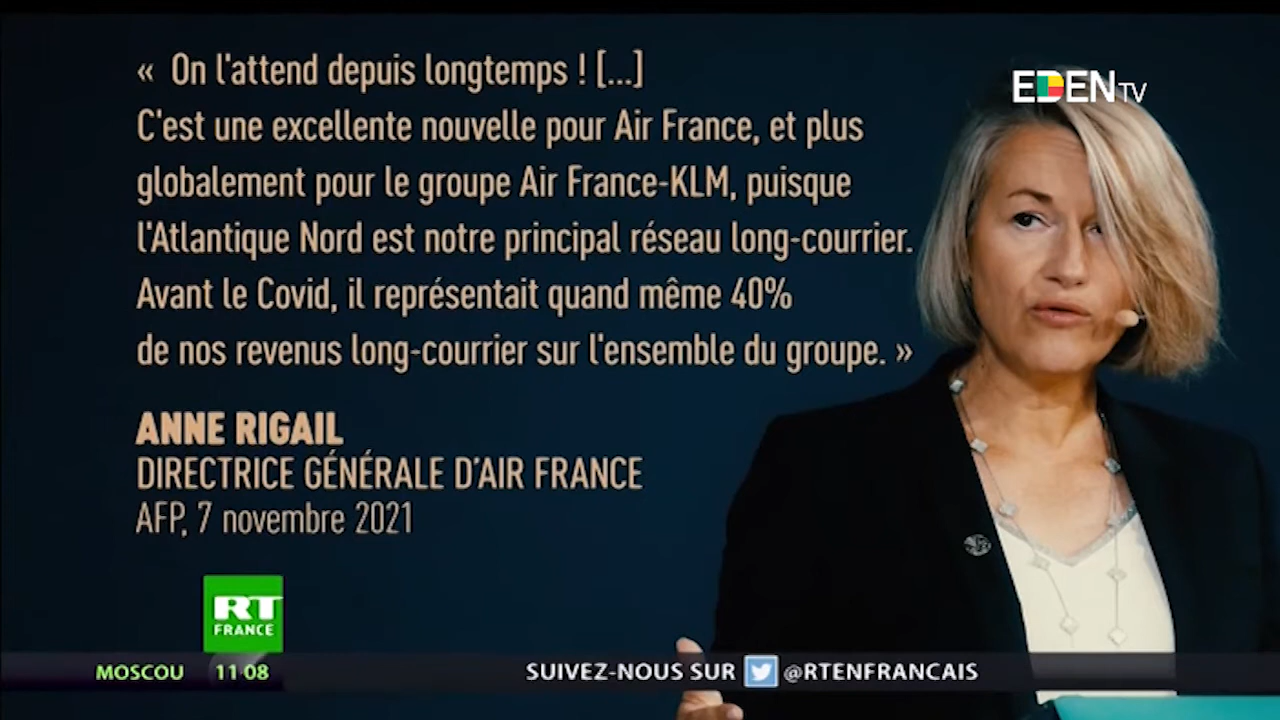 « On l'attend depuis longtemps ! [...]
C'est une excellente nouvelle pour Air France, et plus
globalement pour le groupe Air France-KLM, puisque
l'Atlantique Nord est notre principal réseau long-courrier.
Avant le Covid, il représentait quand même 40%
de nos revenus long-courrier sur l'ensemble du groupe. »
ANNE RIGAIL
DIRECTRICE GÉNÉRALE D'AIR FRANCE
AFP, 7 novembre 2021
EDEN TV
RT
FRANCE
MOSCOU 11:08 SUIVEZ-NOUS SUR @RTENFRANCAIS